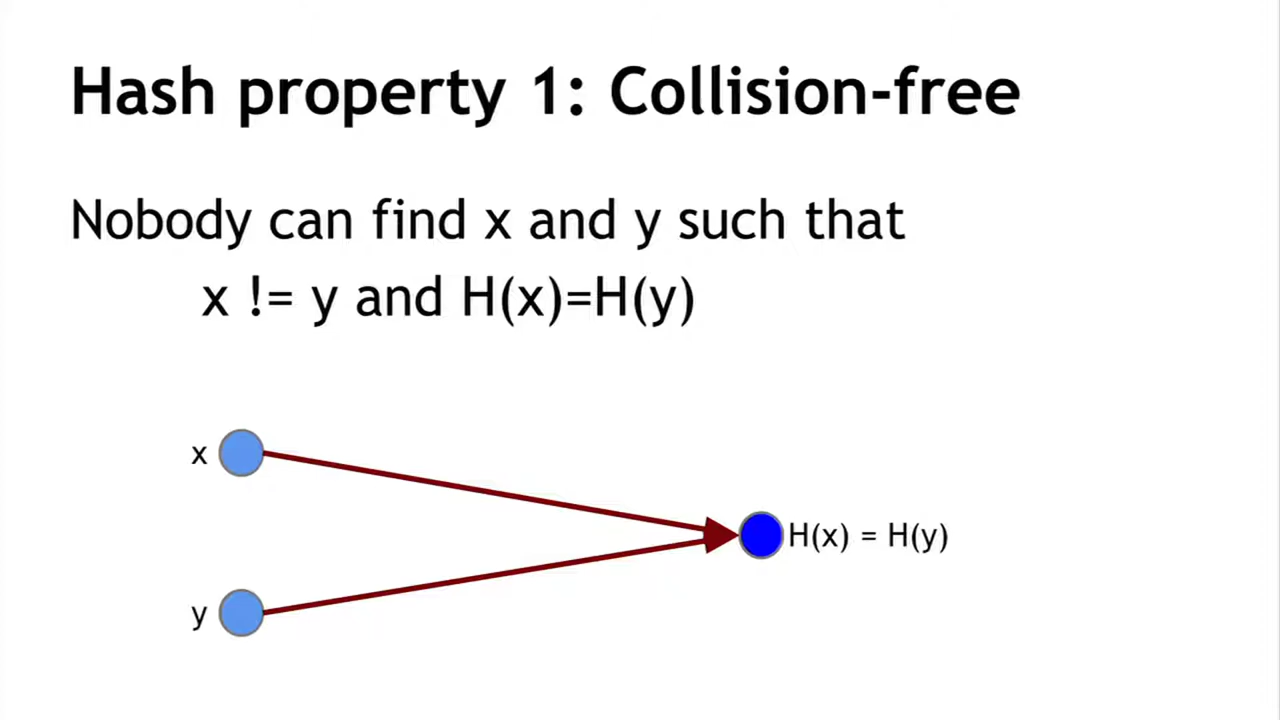 Hash property 1: Collision-free
Nobody can find x and y such that
x != y and H(x)=H(y)
x
H(x) = H(y)
y